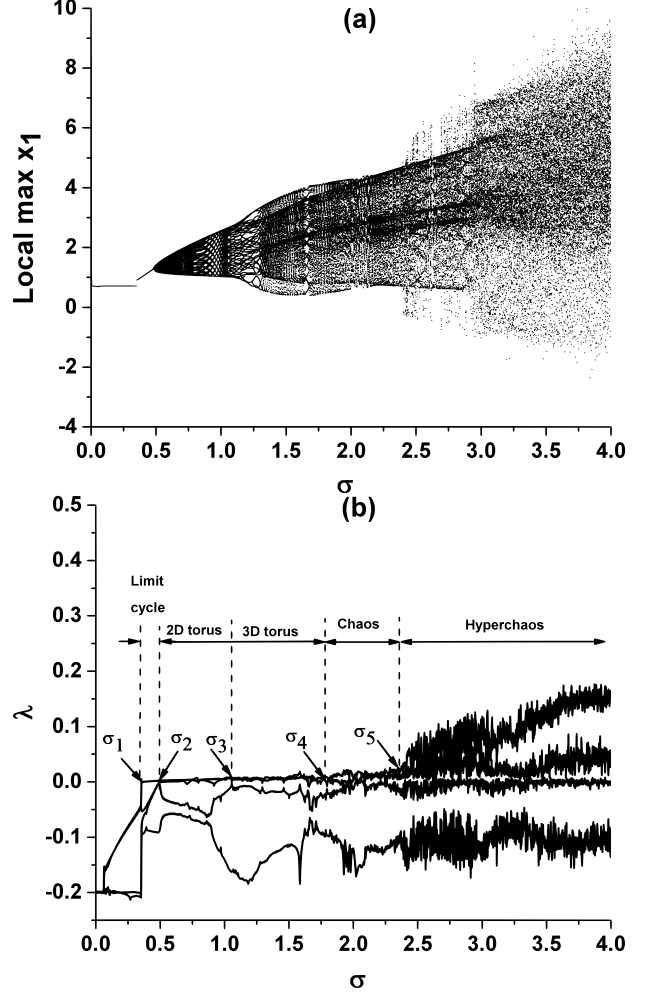 (a)
10
8
6
4
2
0
-2
-4
Local max x1
0.0 0.5 1.0 1.5 2.0 2.5 3.0 3.5 4.0
σ
(b)
0.5
0.4
0.3
0.2
0.1
0.0
-0.1
-0.2
λ
Limit
cycle
2D torus
3D torus
Chaos
Hyperchaos
σ1
σ2
σ3
σ4
σ5
0.0 0.5 1.0 1.5 2.0 2.5 3.0 3.5 4.0
σ